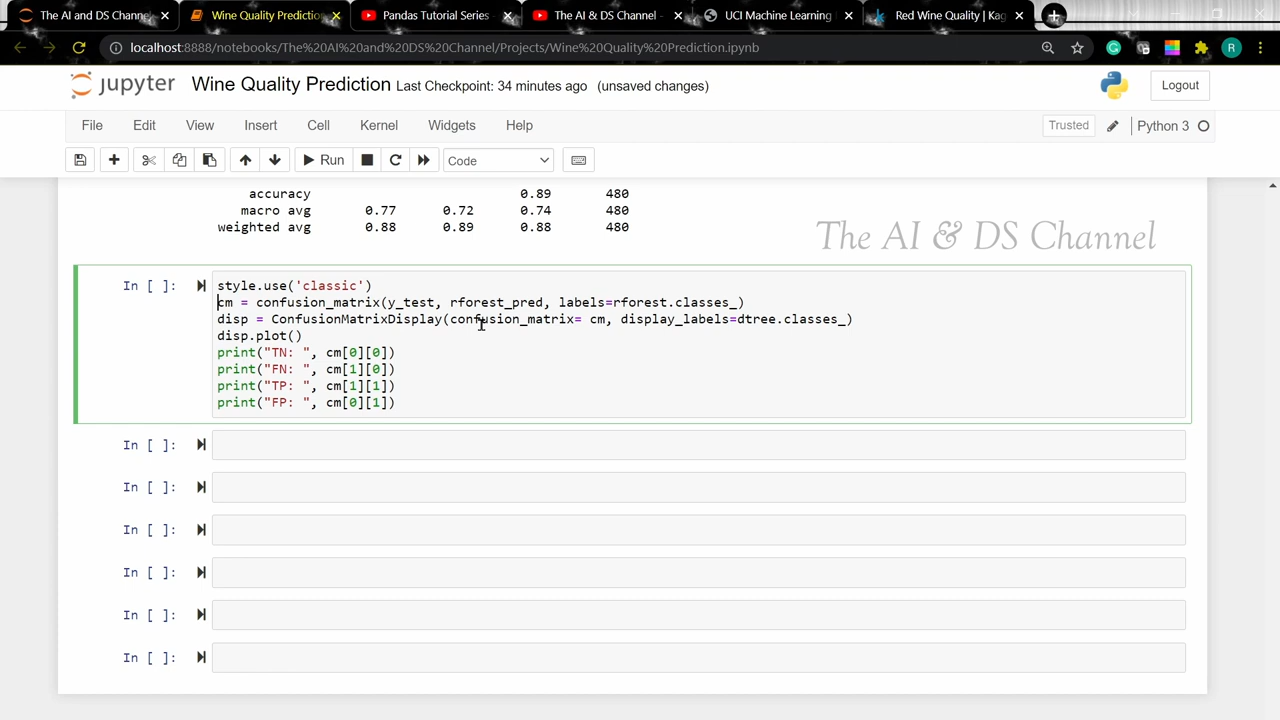 The AI and DS Channe
Wine Quality Predictio
Pandas Tutorial Series -
The AI & DS Channel -
UCI Machine Learning
Red Wine Quality | Kag
localhost:8888/notebooks/The%20AI%20and%20DS%20Channel/Projects/Wine%20Quality%20Prediction.ipynb
R
jupyter Wine Quality Prediction Last Checkpoint: 34 minutes ago (unsaved changes)
Logout
File Edit View Insert Cell Kernel Widgets Help
Trusted
Python 3
Run
Code
accuracy 0.89 480
macro avg 0.77 0.72 0.74 480
weighted avg 0.88 0.89 0.88 480
The AI & DS Channel
In [ ]:
style.use('classic')
cm = confusion_matrix(y_test, rforest_pred, labels=rforest.classes_)
disp = ConfusionMatrixDisplay(confusion_matrix= cm, display_labels=dtree.classes_)
disp.plot()
print("TN: ", cm[0][0])
print("FN: ", cm[1][0])
print("TP: ", cm[1][1])
print("FP: ", cm[0][1])
In [ ]:
In [ ]:
In [ ]:
In [ ]:
In [ ]:
In [ ]: